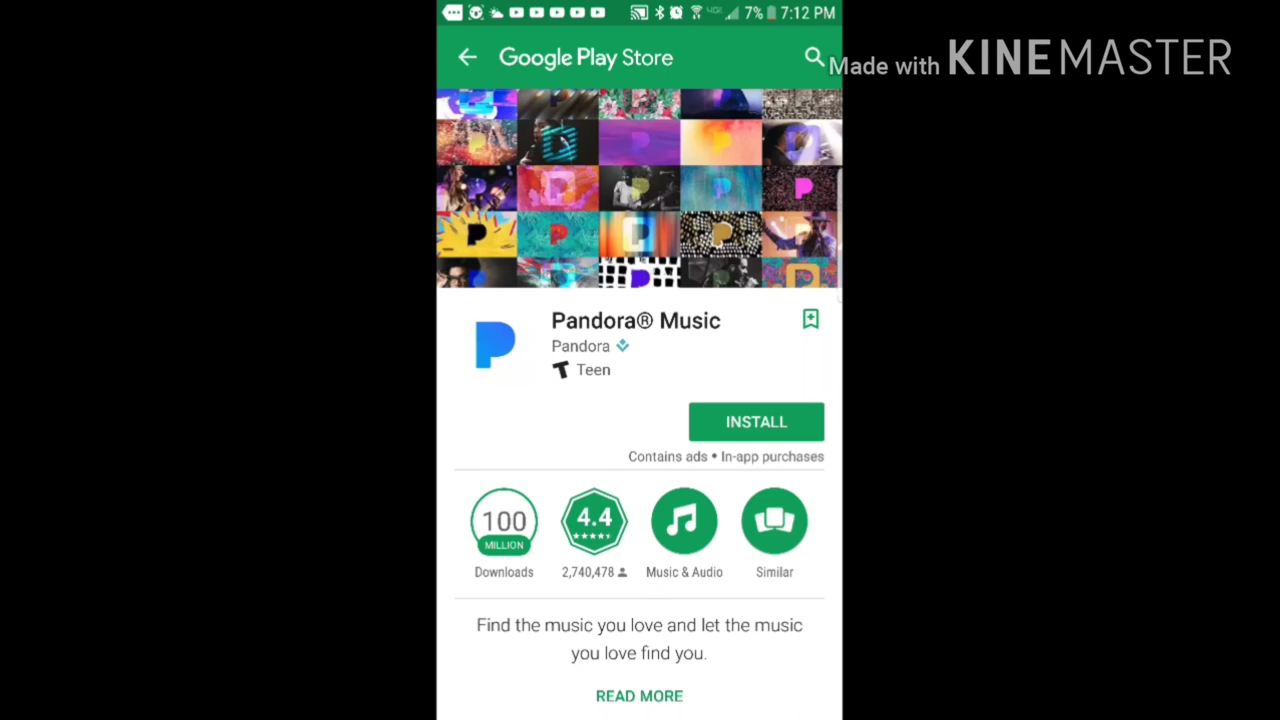 7% 7:12 PM
Google Play Store
Made with KINEMASTER
Pandora® Music
Pandora
T Teen
INSTALL
Contains ads • In-app purchases
100 4.4
MILLION
Downloads 2,740,478 Music & Audio Similar
Find the music you love and let the music
you love find you.
READ MORE